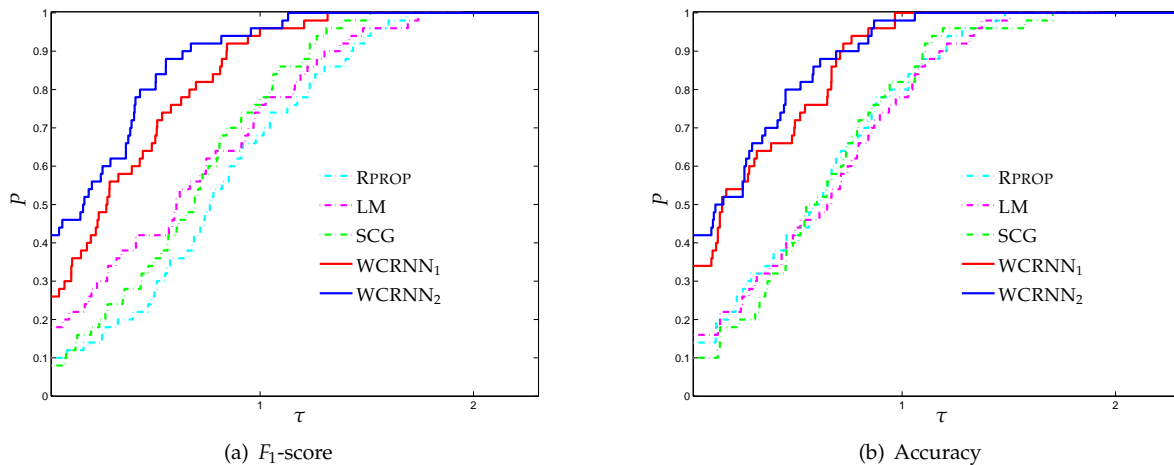 1
0.9
0.8
0.7
0.6
0.5
0.4
0.3
0.2
0.1
0
P
1
2
τ
RPROP
LM
SCG
WCRNN₁
WCRNN₂
(a) F₁-score
1
0.9
0.8
0.7
0.6
0.5
0.4
0.3
0.2
0.1
0
P
1
2
τ
RPROP
LM
SCG
WCRNN₁
WCRNN₂
(b) Accuracy